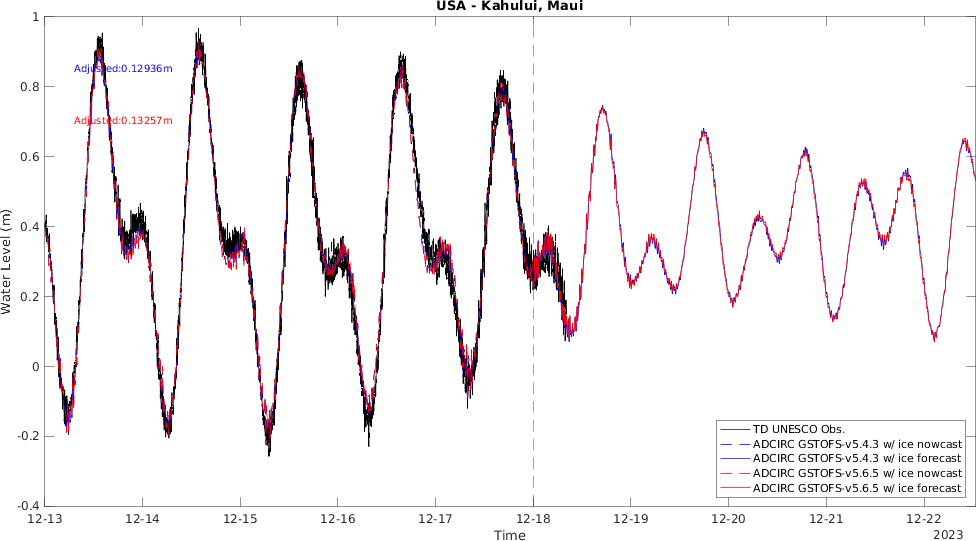 USA - Kahului, Maui
1
0.8
0.6
0.4
0.2
0
-0.2
-0.4
Water Level (m)
Adjusted:0.12936m
Adjusted:0.13257m
TD UNESCO Obs.
ADCIRC GSTOFS-v5.4.3 w/ ice nowcast
ADCIRC GSTOFS-v5.4.3 w/ ice forecast
ADCIRC GSTOFS-v5.6.5 w/ ice nowcast
ADCIRC GSTOFS-v5.6.5 w/ ice forecast
12-13 12-14 12-15 12-16 12-17 12-18 12-19 12-20 12-21 12-22
Time
2023